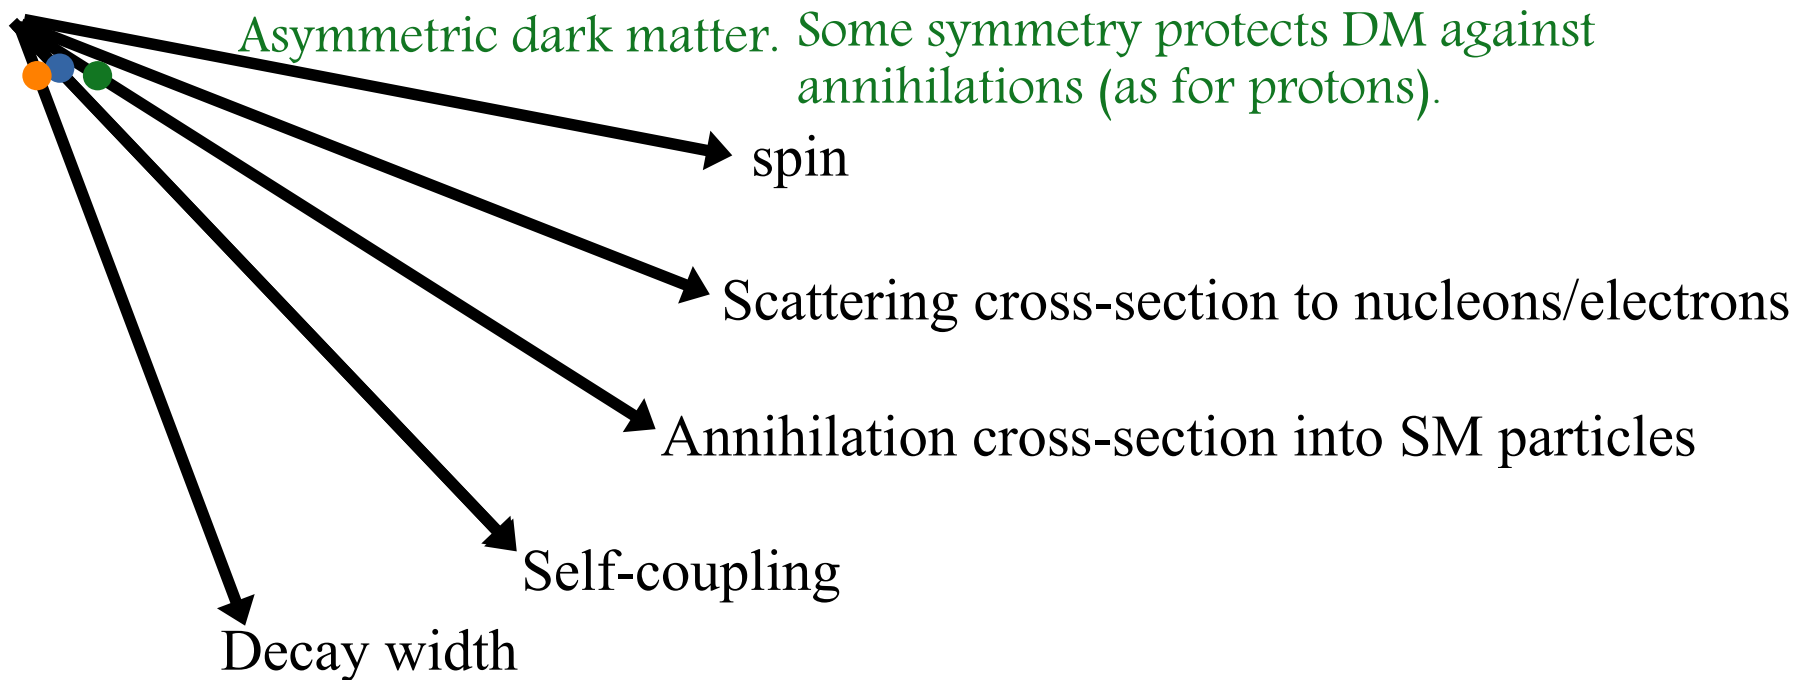 Asymmetric dark matter. Some symmetry protects DM against
annihilations (as for protons).
spin
Scattering cross-section to nucleons/electrons
Annihilation cross-section into SM particles
Self-coupling
Decay width